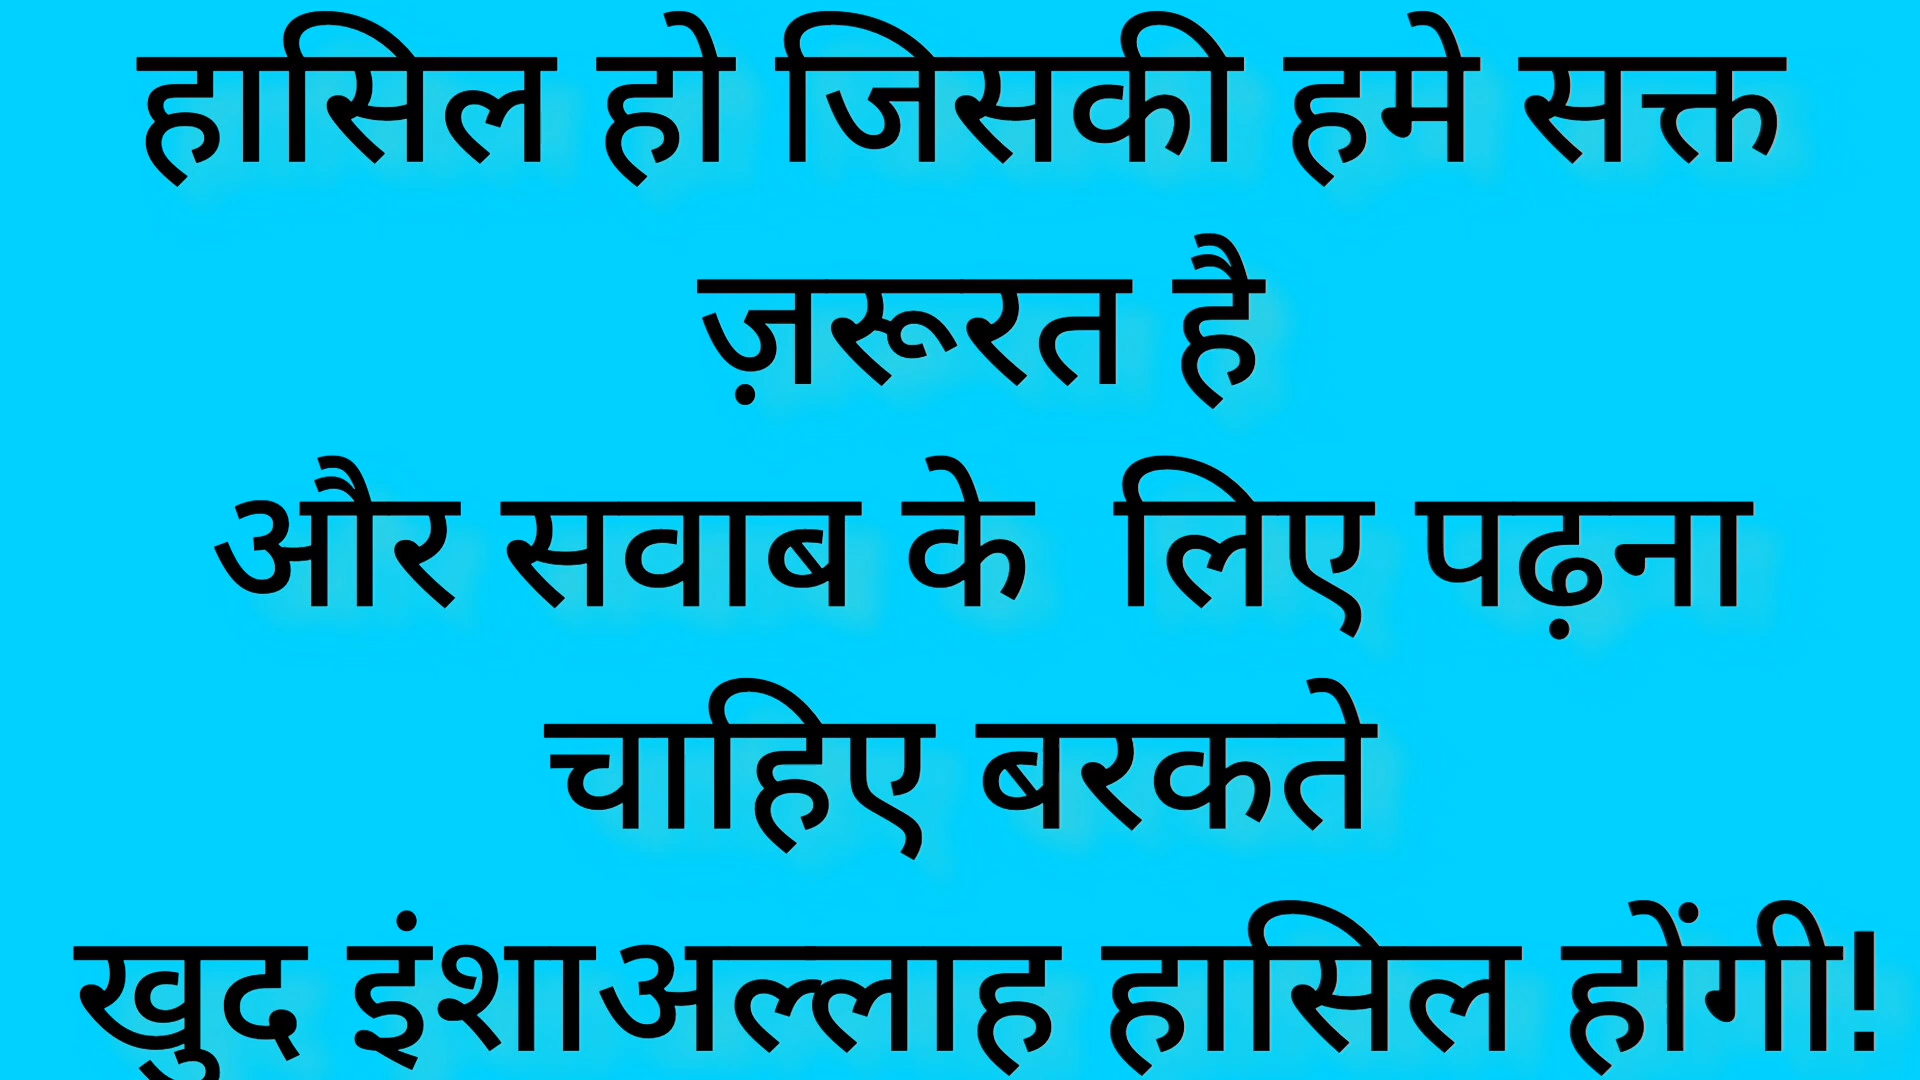 हासिल हो जिसकी हमे सक्त
ज़रूरत है
और सवाब के लिए पढ़ना
चाहिए बरकते
खुद इंशाअल्लाह हासिल होंगी!